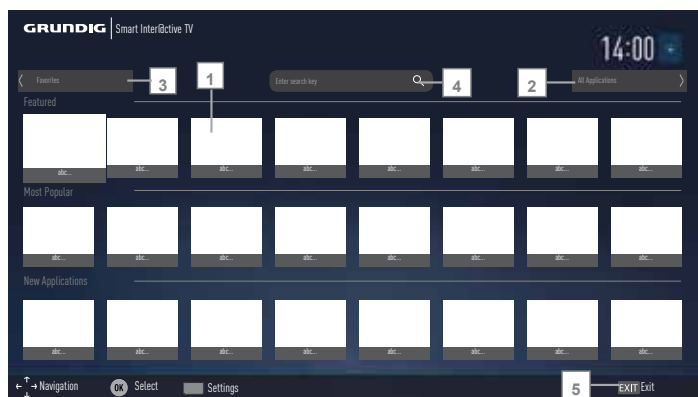 GRUNDIG Smart Inter@ctive TV
14:00
Favorites 3 1 Enter search key 4 2 All Applications
Featured
abc... abc... abc... abc... abc... abc... abc... abc...
Most Popular
abc... abc... abc... abc... abc... abc... abc... abc...
New Applications
abc... abc... abc... abc... abc... abc... abc... abc...
Navigation OK Select Settings 5 EXIT Exit